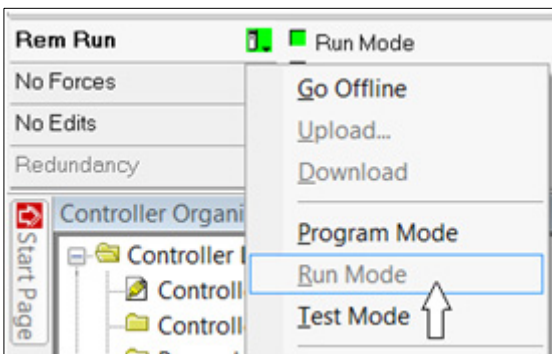 Rem Run
Run Mode
No Forces
No Edits
Redundancy
Go Offline
Upload...
Download
Program Mode
Run Mode
Test Mode
Start Page
Controller Organi
Controller
Controll
Controll